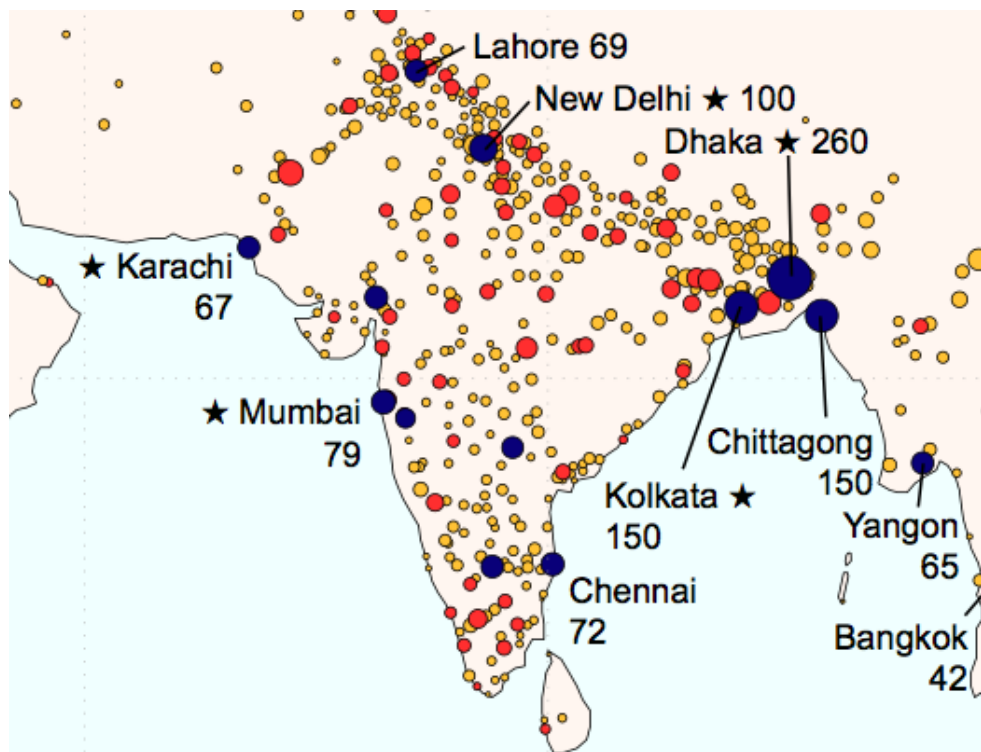 Lahore 69
New Delhi ★ 100
Dhaka ★ 260
★ Karachi
67
★ Mumbai
79
Chittagong
150
Kolkata ★
150
Yangon
65
Chennai
72
Bangkok
42